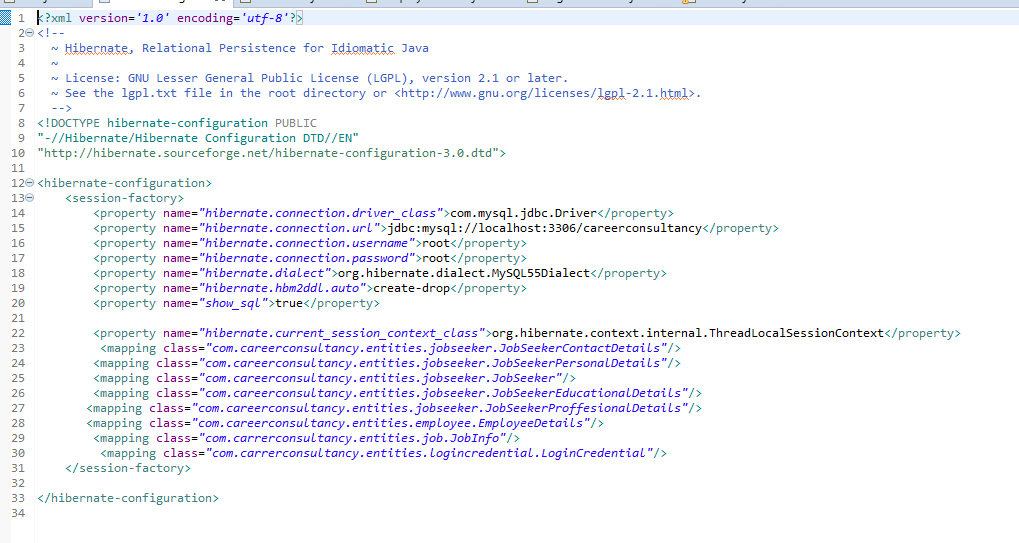 1 <?xml version='1.0' encoding='utf-8'?>
2 <!--
3 ~ Hibernate, Relational Persistence for Idiomatic Java
4 ~
5 ~ License: GNU Lesser General Public License (LGPL), version 2.1 or later.
6 ~ See the lgpl.txt file in the root directory or <http://www.gnu.org/licenses/lgpl-2.1.html>.
7 -->
8 <!DOCTYPE hibernate-configuration PUBLIC
9 "-//Hibernate/Hibernate Configuration DTD//EN"
10 "http://hibernate.sourceforge.net/hibernate-configuration-3.0.dtd">
11
12 <hibernate-configuration>
13 <session-factory>
14 <property name="hibernate.connection.driver_class">com.mysql.jdbc.Driver</property>
15 <property name="hibernate.connection.url">jdbc:mysql://localhost:3306/careerconsultancy</property>
16 <property name="hibernate.connection.username">root</property>
17 <property name="hibernate.connection.password">root</property>
18 <property name="hibernate.dialect">org.hibernate.dialect.MySQL55Dialect</property>
19 <property name="hibernate.hbm2ddl.auto">create-drop</property>
20 <property name="show_sql">true</property>
21
22 <property name="hibernate.current_session_context_class">org.hibernate.context.internal.ThreadLocalSessionContext</property>
23 <mapping class="com.careerconsultancy.entities.jobseeker.JobSeekerContactDetails"/>
24 <mapping class="com.careerconsultancy.entities.jobseeker.JobSeekerPersonalDetails"/>
25 <mapping class="com.careerconsultancy.entities.jobseeker.JobSeeker"/>
26 <mapping class="com.careerconsultancy.entities.jobseeker.JobSeekerEducationalDetails"/>
27 <mapping class="com.careerconsultancy.entities.jobseeker.JobSeekerProffesionalDetails"/>
28 <mapping class="com.careerconsultancy.entities.employee.EmployeeDetails"/>
29 <mapping class="com.carrerconsultancy.entities.job.JobInfo"/>
30 <mapping class="com.carrerconsultancy.entities.logincredential.LoginCredential"/>
31 </session-factory>
32
33 </hibernate-configuration>
34